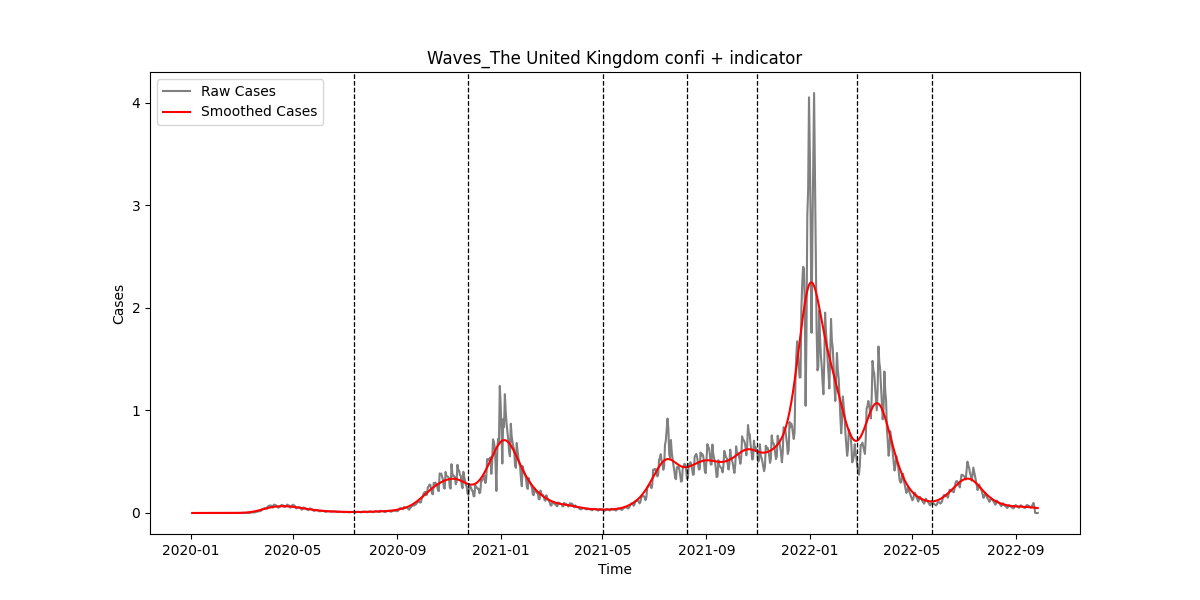 Waves_The United Kingdom confi + indicator
Raw Cases
Smoothed Cases
Cases
4
3
2
1
0
2020-01 2020-05 2020-09 2021-01 2021-05 2021-09 2022-01 2022-05 2022-09
Time